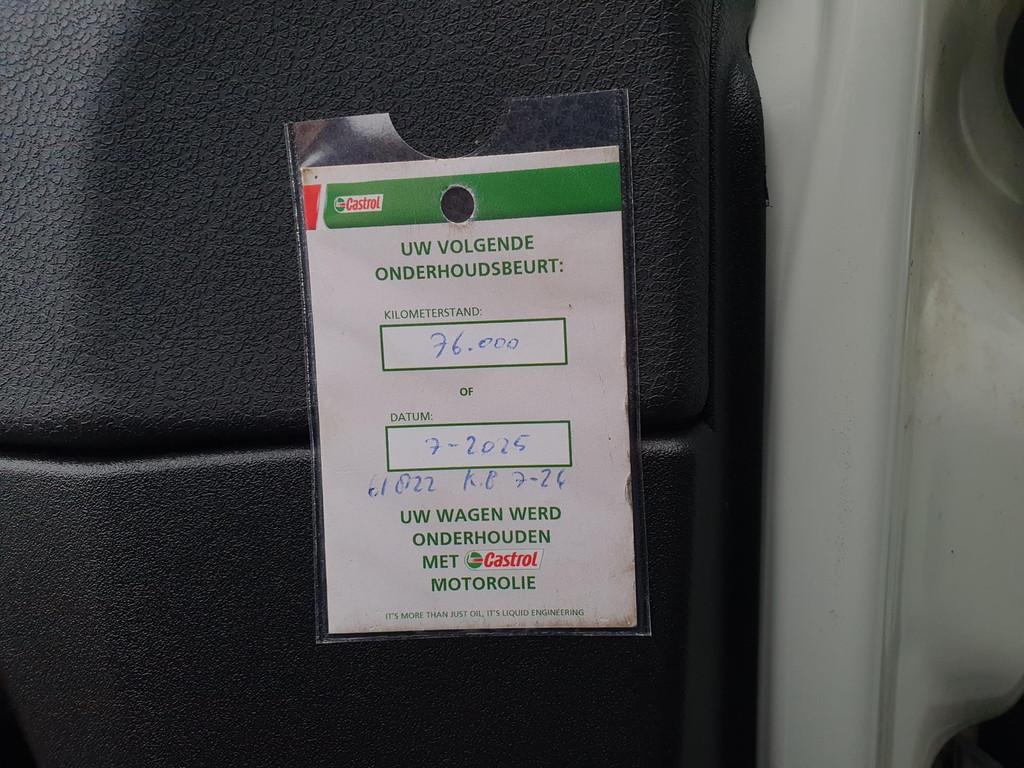 Castrol
UW VOLGENDE
ONDERHOUDSBEURT:
KILOMETERSTAND:
76.000
OF
DATUM:
7-2025
61822 K.B 7-24
UW WAGEN WERD
ONDERHOUDEN
MET Castrol
MOTOROLIE
IT'S MORE THAN JUST OIL, IT'S LIQUID ENGINEERING